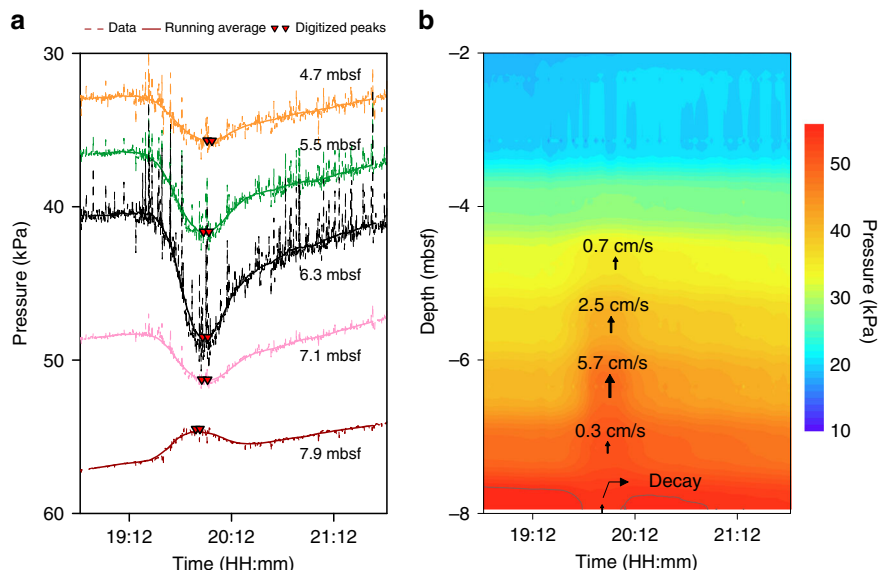 a
Data Running average Digitized peaks
30
40
50
60
Pressure (kPa)
4.7 mbsf
5.5 mbsf
6.3 mbsf
7.1 mbsf
7.9 mbsf
19:12 20:12 21:12
Time (HH:mm)
b
−2
−4
−6
−8
Depth (mbsf)
0.7 cm/s
2.5 cm/s
5.7 cm/s
0.3 cm/s
Decay
19:12 20:12 21:12
Time (HH:mm)
50
40
30
20
10
Pressure (kPa)